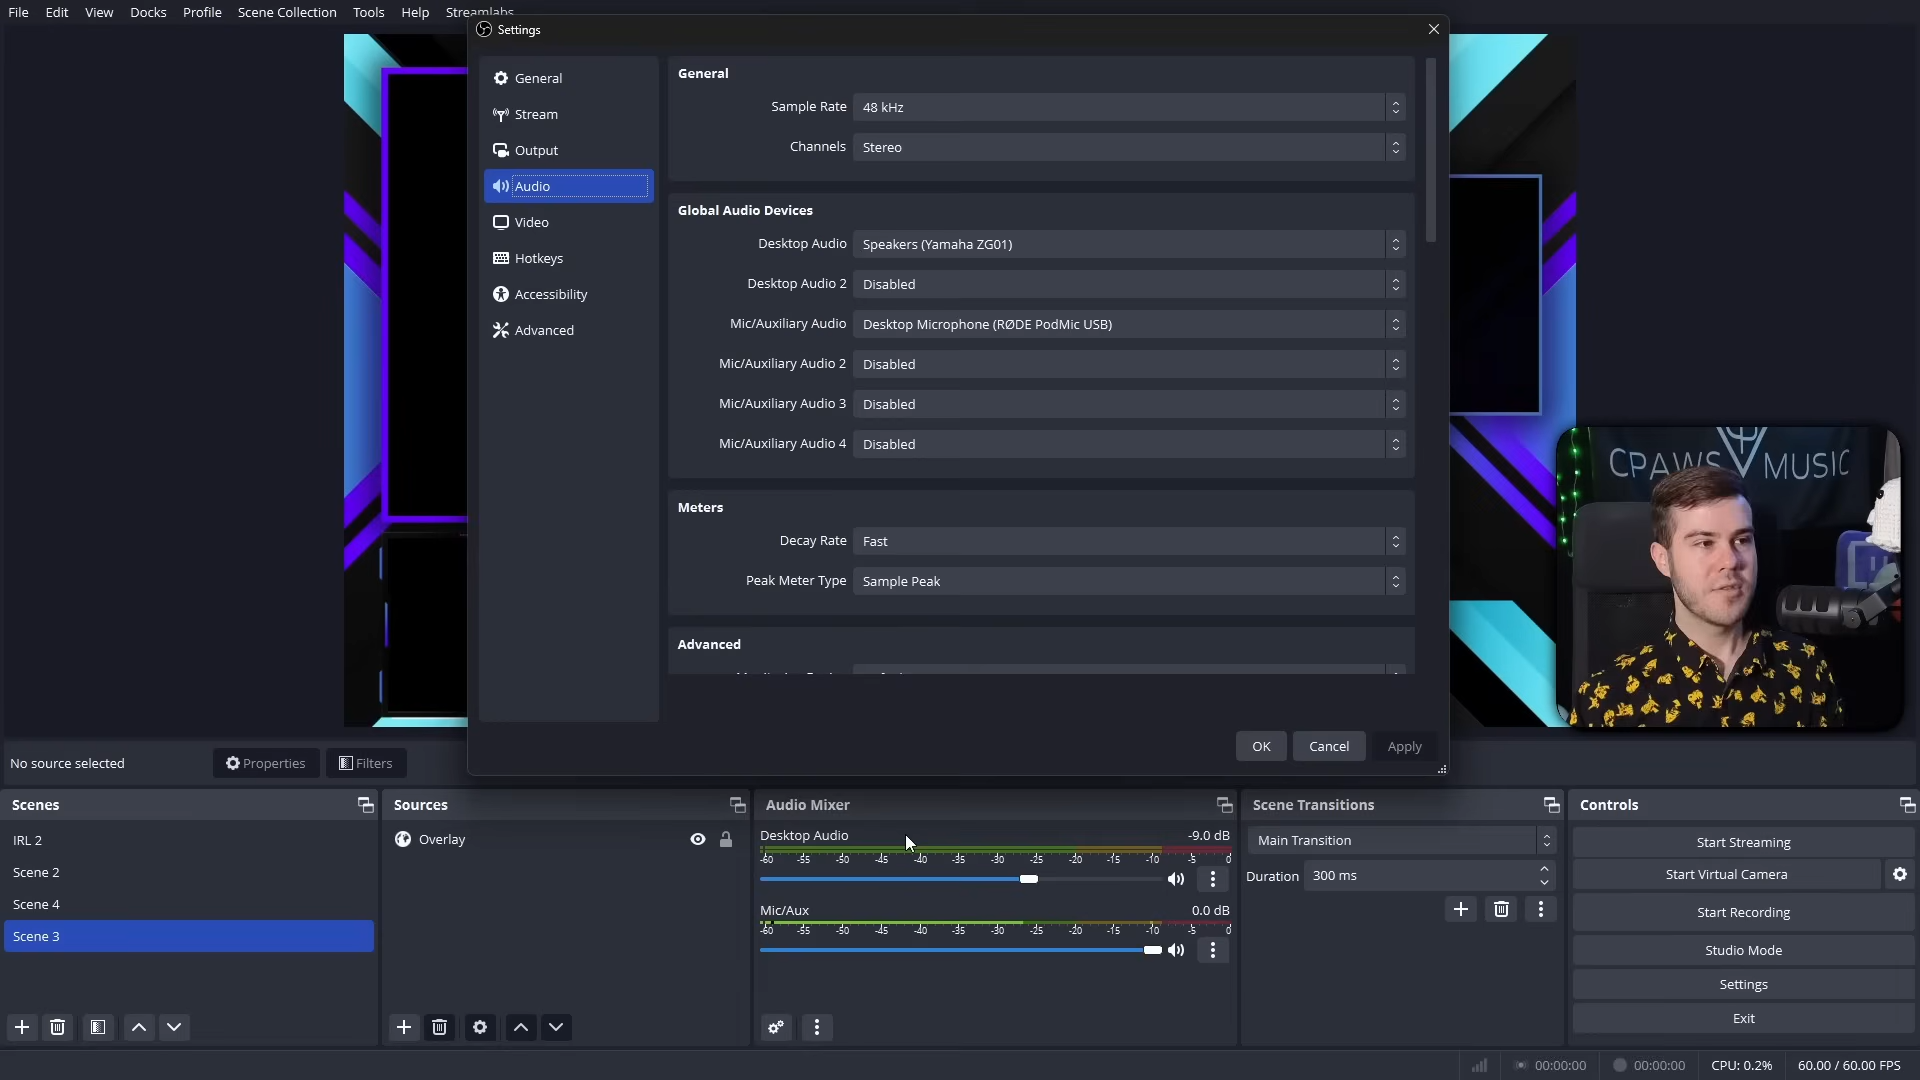 File Edit View Docks Profile Scene Collection Tools Help Streamlabs
Settings
General
Stream
Output
Audio
Video
Hotkeys
Accessibility
Advanced
General
Sample Rate 48 kHz
Channels Stereo
Global Audio Devices
Desktop Audio Speakers (Yamaha ZG01)
Desktop Audio 2 Disabled
Mic/Auxiliary Audio Desktop Microphone (RØDE PodMic USB)
Mic/Auxiliary Audio 2 Disabled
Mic/Auxiliary Audio 3 Disabled
Mic/Auxiliary Audio 4 Disabled
Meters
Decay Rate Fast
Peak Meter Type Sample Peak
Advanced
OK Cancel Apply
CPAWS MUSIC
No source selected Properties Filters
Scenes
IRL 2
Scene 2
Scene 4
Scene 3
Sources
Overlay
Audio Mixer
Desktop Audio -9.0 dB
-60 -55 -50 -45 -40 -35 -30 -25 -20 -15 -10 -5 0
Mic/Aux 0.0 dB
-60 -55 -50 -45 -40 -35 -30 -25 -20 -15 -10 -5 0
Scene Transitions
Main Transition
Duration 300 ms
Controls
Start Streaming
Start Virtual Camera
Start Recording
Studio Mode
Settings
Exit
00:00:00 00:00:00 CPU: 0.2% 60.00 / 60.00 FPS